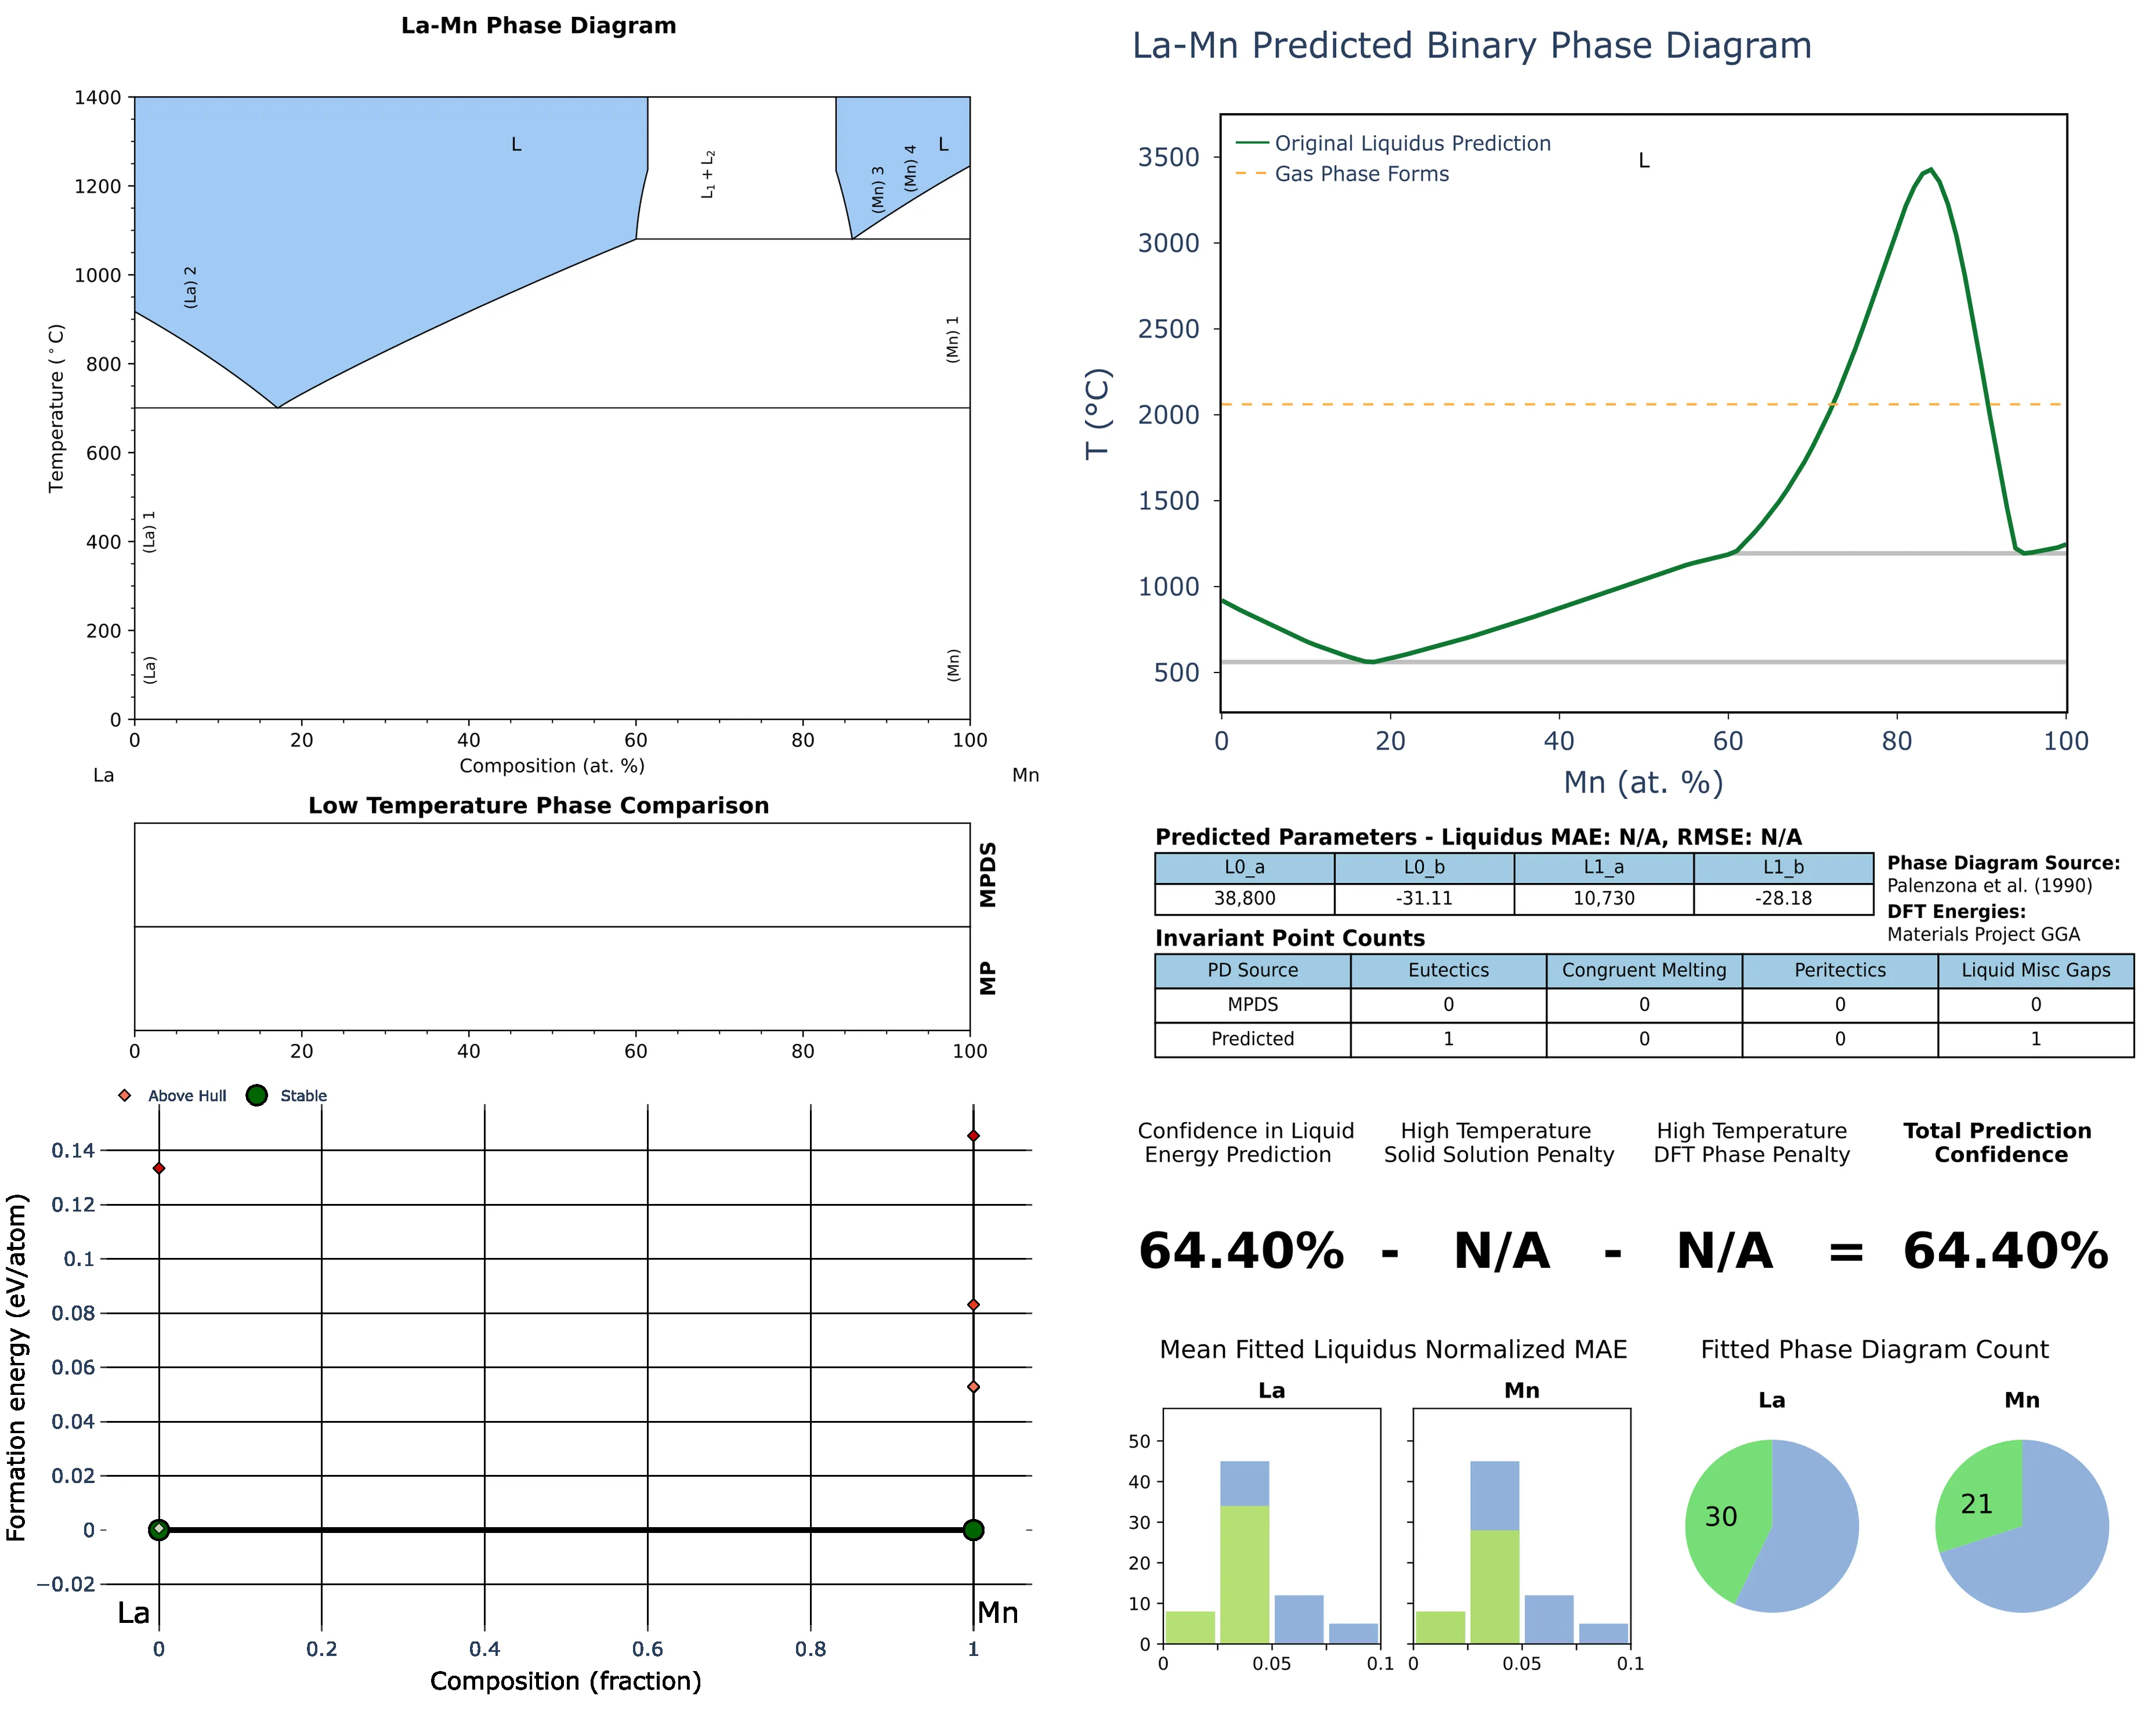 La-Mn Phase Diagram
1400
1200
1000
800
600
400
200
0
Temperature (°C)
L
L
L₁ + L₂
(Mn) 3
(Mn) 4
(La) 2
(Mn) 1
(La) 1
(La)
(Mn)
0 20 40 60 80 100
Composition (at. %)
La Mn
Low Temperature Phase Comparison
MPDS
MP
0 20 40 60 80 100
Above Hull Stable
0.14
0.12
0.1
0.08
0.06
0.04
0.02
0
−0.02
Formation energy (eV/atom)
La Mn
0 0.2 0.4 0.6 0.8 1
Composition (fraction)
La-Mn Predicted Binary Phase Diagram
Original Liquidus Prediction
Gas Phase Forms
L
3500
3000
2500
2000
1500
1000
500
T (°C)
0 20 40 60 80 100
Mn (at. %)
Predicted Parameters - Liquidus MAE: N/A, RMSE: N/A
L0_a L0_b L1_a L1_b
38,800 -31.11 10,730 -28.18
Phase Diagram Source:
Palenzona et al. (1990)
DFT Energies:
Materials Project GGA
Invariant Point Counts
PD Source Eutectics Congruent Melting Peritectics Liquid Misc Gaps
MPDS 0 0 0 0
Predicted 1 0 0 1
Confidence in Liquid
Energy Prediction
High Temperature
Solid Solution Penalty
High Temperature
DFT Phase Penalty
Total Prediction
Confidence
64.40% - N/A - N/A = 64.40%
Mean Fitted Liquidus Normalized MAE
La Mn
50
40
30
20
10
0
0 0.05 0.1 0 0.05 0.1
Fitted Phase Diagram Count
La Mn
30 21